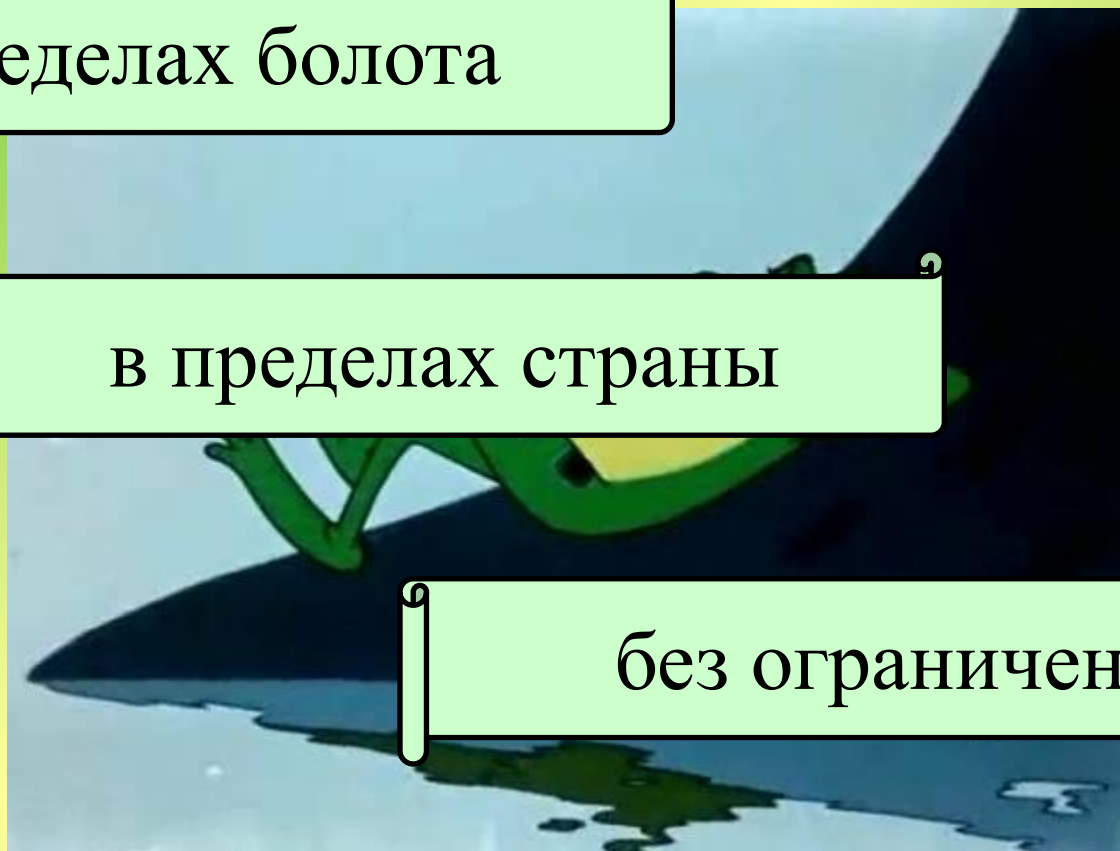 еделах болота
в пределах страны
без ограничен